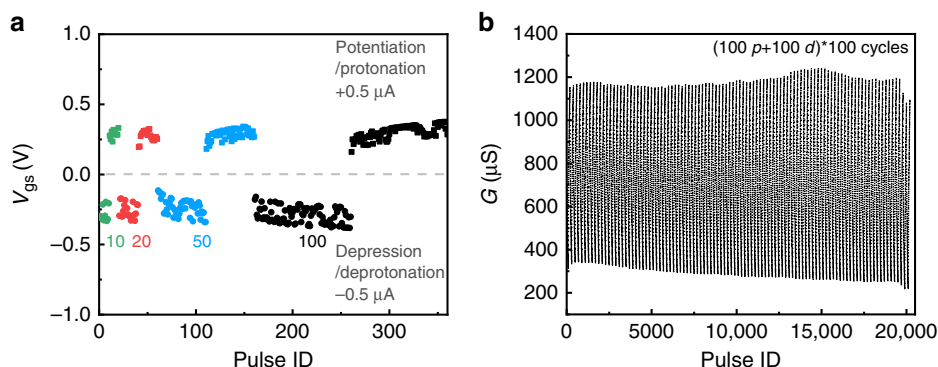 a
1.0
0.5
0.0
−0.5
−1.0
V_gs (V)
Potentiation
/protonation
+0.5 µA
10
20
50
100
Depression
/deprotonation
−0.5 µA
0
100
200
300
Pulse ID
b
(100 p+100 d)*100 cycles
1400
1200
1000
800
600
400
200
G (µS)
0
5000
10,000
15,000
20,000
Pulse ID